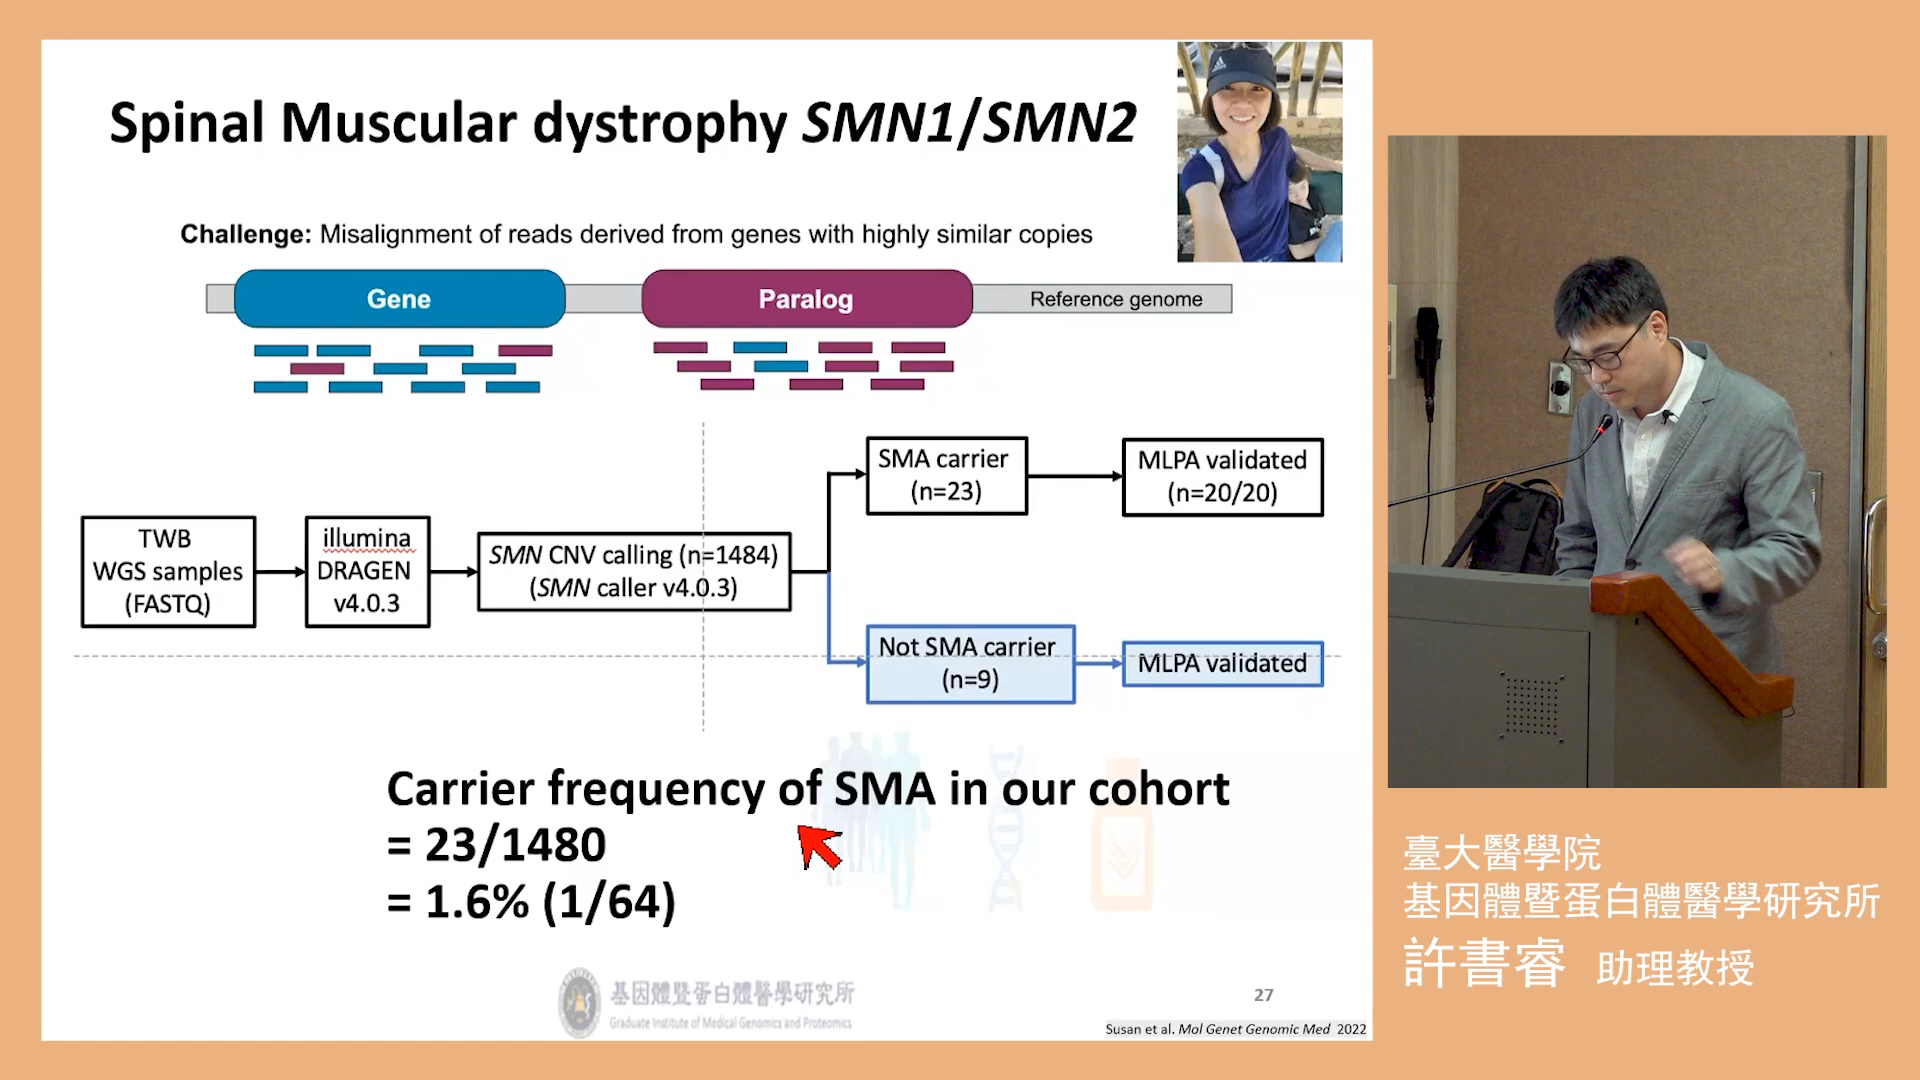 Spinal Muscular dystrophy SMN1/SMN2
Challenge: Misalignment of reads derived from genes with highly similar copies
Gene
Paralog
Reference genome
TWB
WGS samples
(FASTQ)
illumina
DRAGEN
v4.0.3
SMN CNV calling (n=1484)
(SMN caller v4.0.3)
SMA carrier
(n=23)
MLPA validated
(n=20/20)
Not SMA carrier
(n=9)
MLPA validated
Carrier frequency of SMA in our cohort
= 23/1480
= 1.6% (1/64)
基因體暨蛋白體醫學研究所
Graduate Institute of Medical Genomics and Proteomics
27
Susan et al. Mol Genet Genomic Med 2022
臺大醫學院
基因體暨蛋白體醫學研究所
許書睿 助理教授